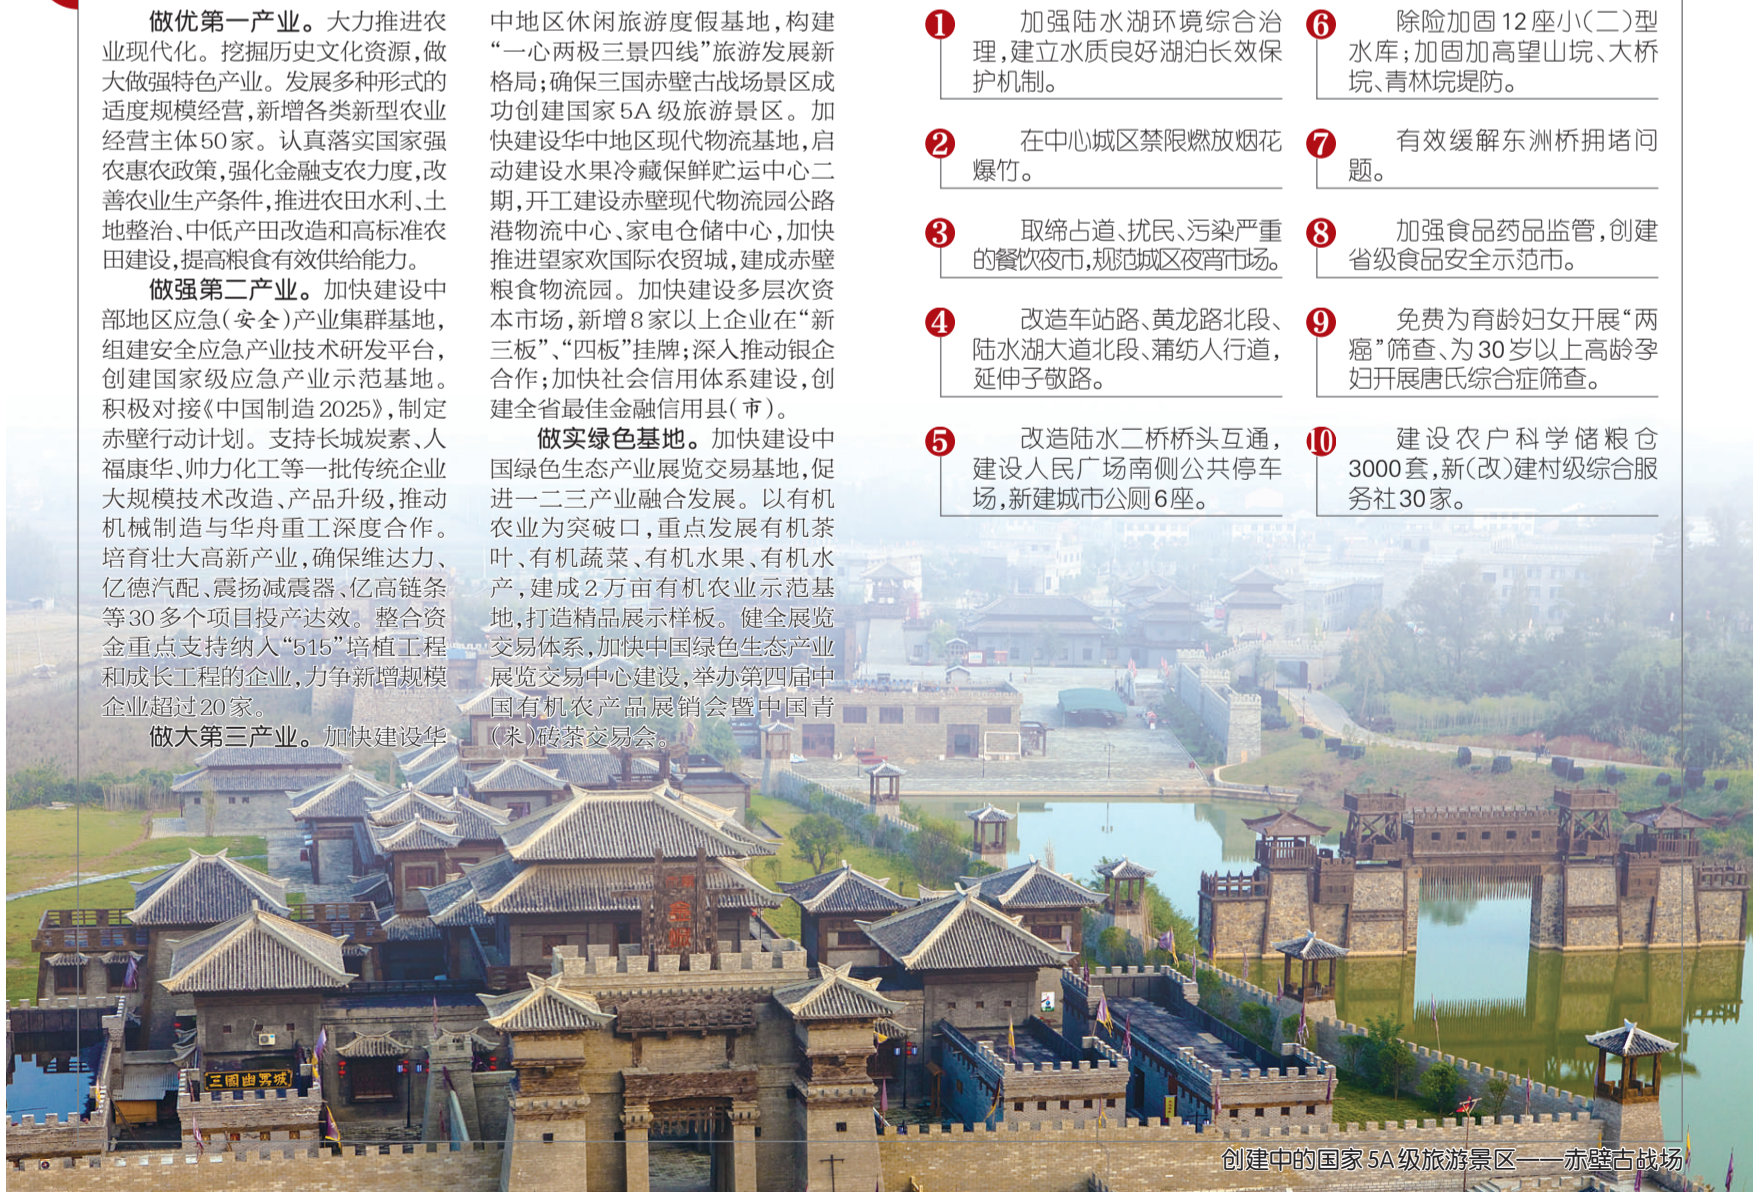 做优第一产业。大力推进农
业现代化。挖掘历史文化资源,做
大做强特色产业。发展多种形式的
适度规模经营,新增各类新型农业
经营主体50家。认真落实国家强
农惠农政策,强化金融支农力度,改
善农业生产条件,推进农田水利、土
地整治、中低产田改造和高标准农
田建设,提高粮食有效供给能力。
做强第二产业。加快建设中
部地区应急(安全)产业集群基地,
组建安全应急产业技术研发平台,
创建国家级应急产业示范基地。
积极对接《中国制造2025》,制定
赤壁行动计划。支持长城炭素、人
福康华、帅力化工等一批传统企业
大规模技术改造、产品升级,推动
机械制造与华舟重工深度合作。
培育壮大高新产业,确保维达力、
亿德汽配、震扬减震器、亿高链条
等30多个项目投产达效。整合资
金重点支持纳入“515”培植工程
和成长工程的企业,力争新增规模
企业超过20家。
做大第三产业。加快建设华
中地区休闲旅游度假基地,构建
“一心两极三景四线”旅游发展新
格局;确保三国赤壁古战场景区成
功创建国家5A级旅游景区。加
快建设华中地区现代物流基地,启
动建设水果冷藏保鲜贮运中心二
期,开工建设赤壁现代物流园公路
港物流中心、家电仓储中心,加快
推进望家欢国际农贸城,建成赤壁
粮食物流园。加快建设多层次资
本市场,新增8家以上企业在“新
三板”、“四板”挂牌;深入推动银企
合作;加快社会信用体系建设,创
建全省最佳金融信用县(市)。
做实绿色基地。加快建设中
国绿色生态产业展览交易基地,促
进一二三产业融合发展。以有机
农业为突破口,重点发展有机茶
叶、有机蔬菜、有机水果、有机水
产,建成2万亩有机农业示范基
地,打造精品展示样板。健全展览
交易体系,加快中国绿色生态产业
展览交易中心建设,举办第四届中
国有机农产品展销会暨中国青
(米)砖茶交易会。
1 加强陆水湖环境综合治
理,建立水质良好湖泊长效保
护机制。
2 在中心城区禁限燃放烟花
爆竹。
3 取缔占道、扰民、污染严重
的餐饮夜市,规范城区夜宵市场。
4 改造车站路、黄龙路北段、
陆水湖大道北段、蒲纺人行道,
延伸子敬路。
5 改造陆水二桥桥头互通,
建设人民广场南侧公共停车
场,新建城市公厕6座。
6 除险加固12座小(二)型
水库;加固加高望山垸、大桥
垸、青林垸堤防。
7 有效缓解东洲桥拥堵问
题。
8 加强食品药品监管,创建
省级食品安全示范市。
9 免费为育龄妇女开展“两
癌”筛查、为30岁以上高龄孕
妇开展唐氏综合症筛查。
10 建设农户科学储粮仓
3000套,新(改)建村级综合服
务社30家。
三國幽冥城
创建中的国家5A级旅游景区——赤壁古战场